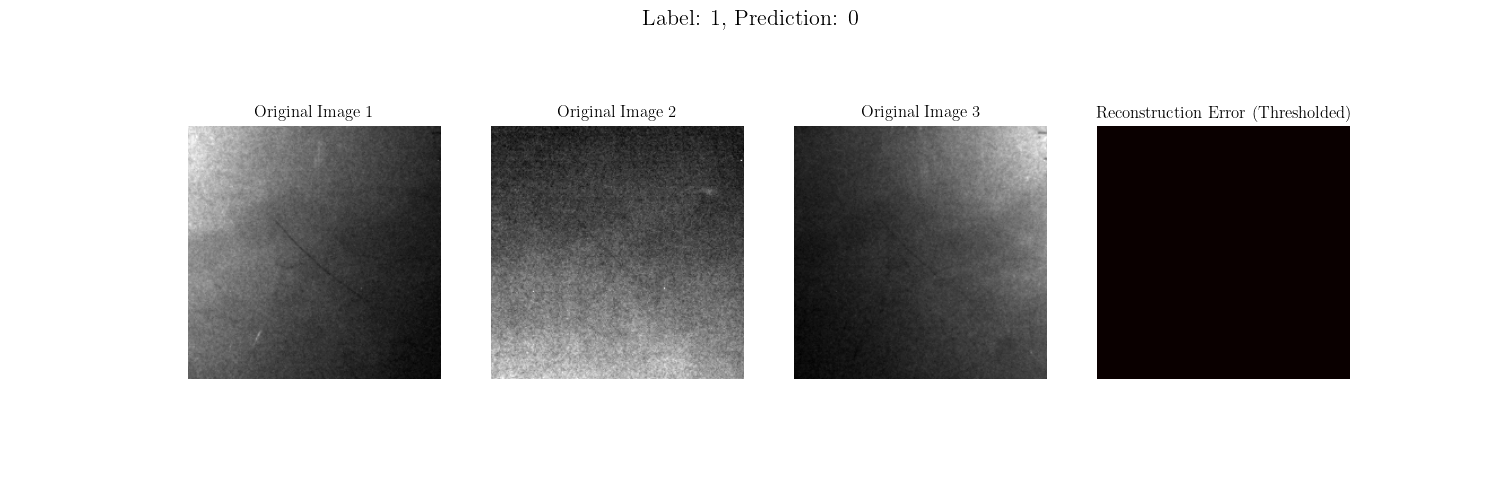 Label: 1, Prediction: 0
Original Image 1
Original Image 2
Original Image 3
Reconstruction Error (Thresholded)